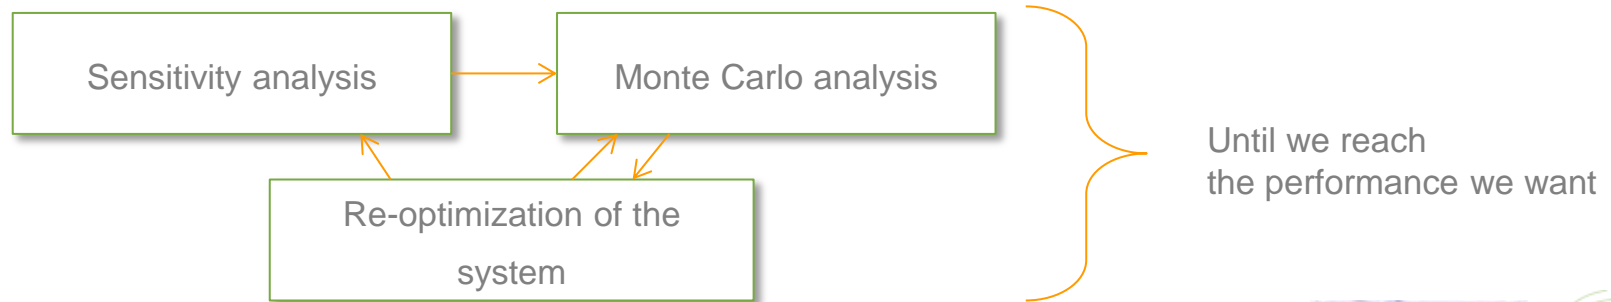 Sensitivity analysis
Monte Carlo analysis
Until we reach
the performance we want
Re-optimization of the
system